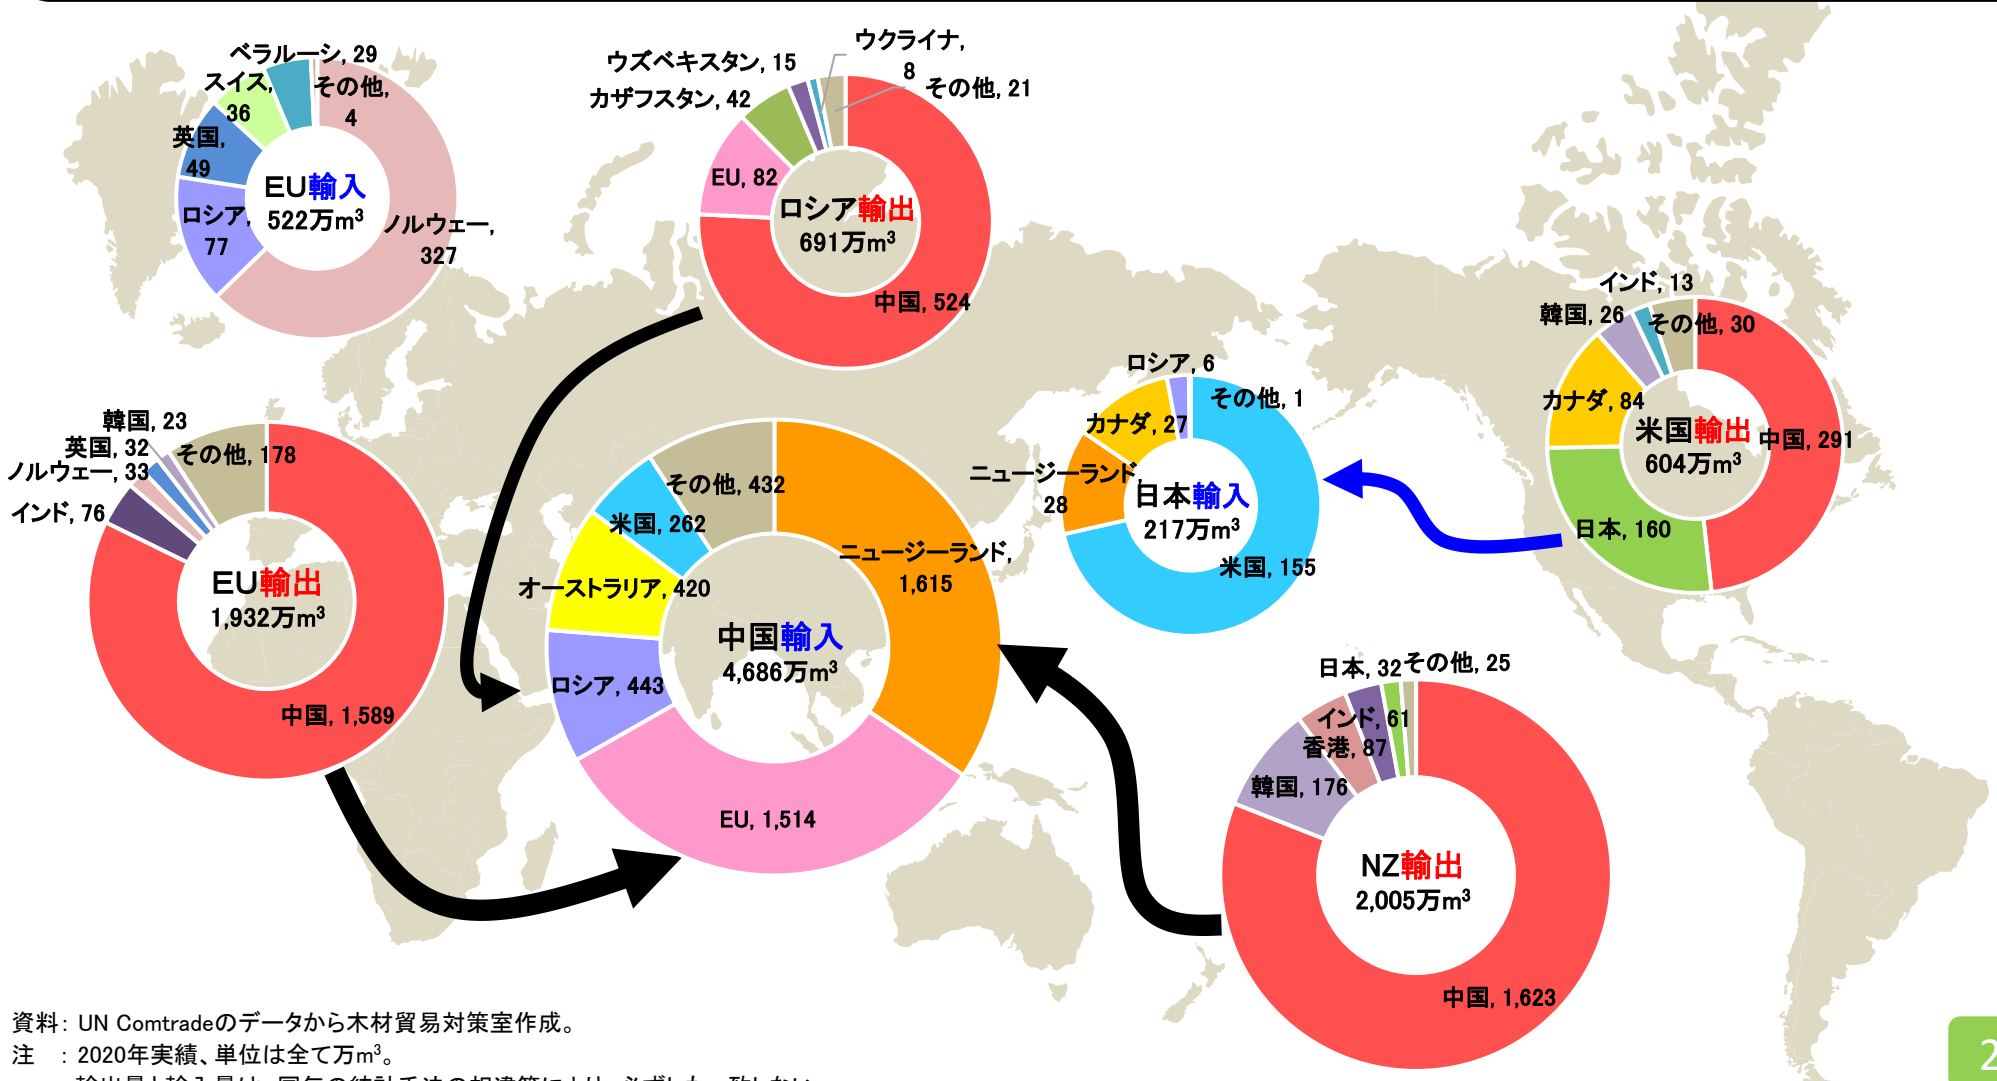 ベラルーシ, 29
スイス,
36
その他,
4
英国,
49
ロシア,
77
EU輸入
522万m³
ノルウェー,
327
ウクライナ,
8
ウズベキスタン, 15
その他, 21
カザフスタン, 42
EU, 82
ロシア輸出
691万m³
中国, 524
インド, 13
韓国, 26
その他, 30
カナダ, 84
米国輸出
604万m³
中国, 291
日本, 160
ロシア, 6
その他, 1
カナダ, 27
ニュージーランド,
28
日本輸入
217万m³
米国, 155
韓国, 23
英国, 32
その他, 178
ノルウェー, 33
インド, 76
EU輸出
1,932万m³
中国, 1,589
その他, 432
米国, 262
ニュージーランド,
1,615
オーストラリア, 420
中国輸入
4,686万m³
ロシア, 443
EU, 1,514
日本, 32
その他, 25
インド, 61
香港, 87
韓国, 176
NZ輸出
2,005万m³
中国, 1,623
資料： UN Comtradeのデータから木材貿易対策室作成。
注　： 2020年実績、単位は全て万m³。
2